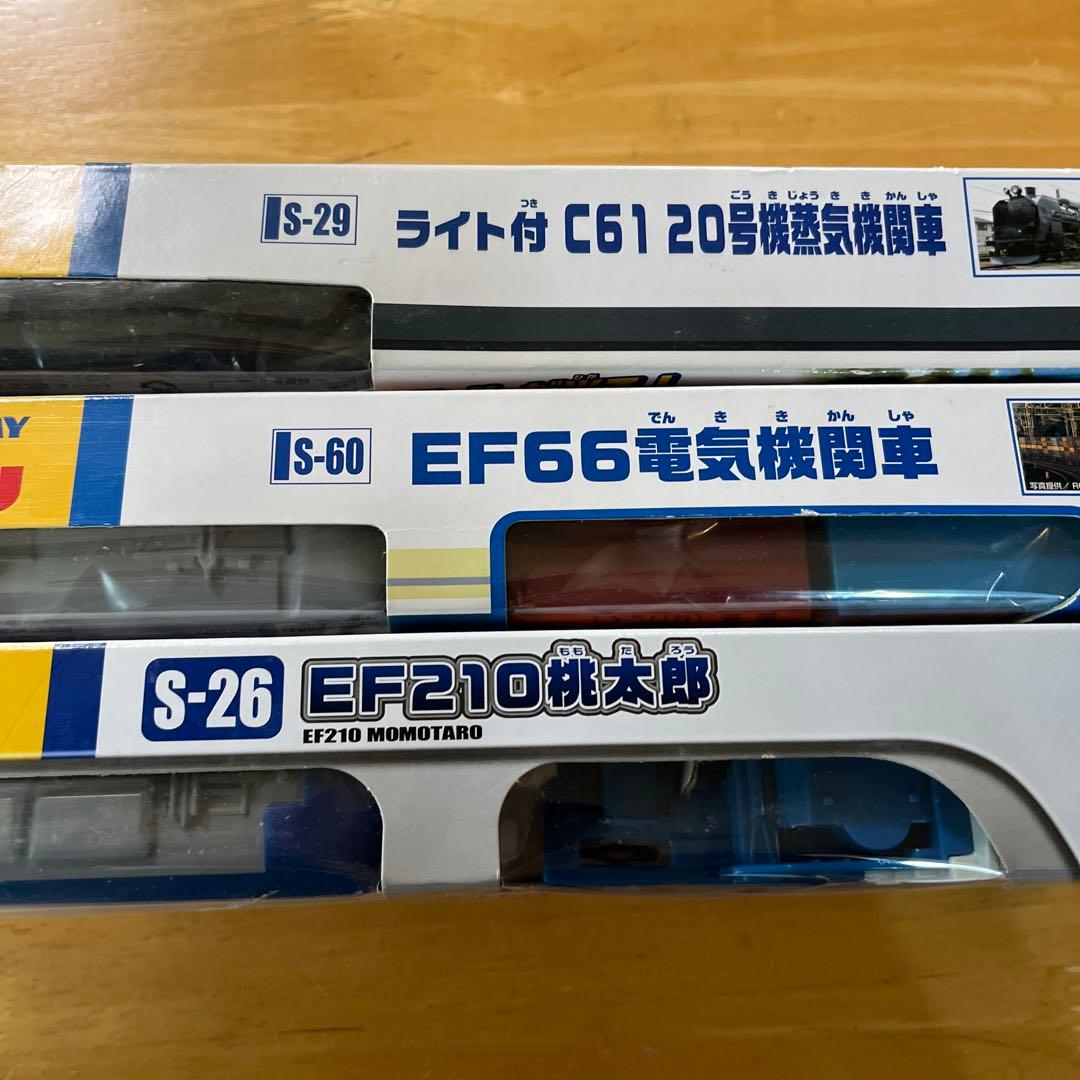 つき
ごうきじょうききかんしゃ
S-29 ライト付 C61 20号機蒸気機関車
でんききかんしゃ
S-60 EF66電気機関車
写真提供/
ももたろう
S-26 EF210桃太郎
EF210 MOMOTARO